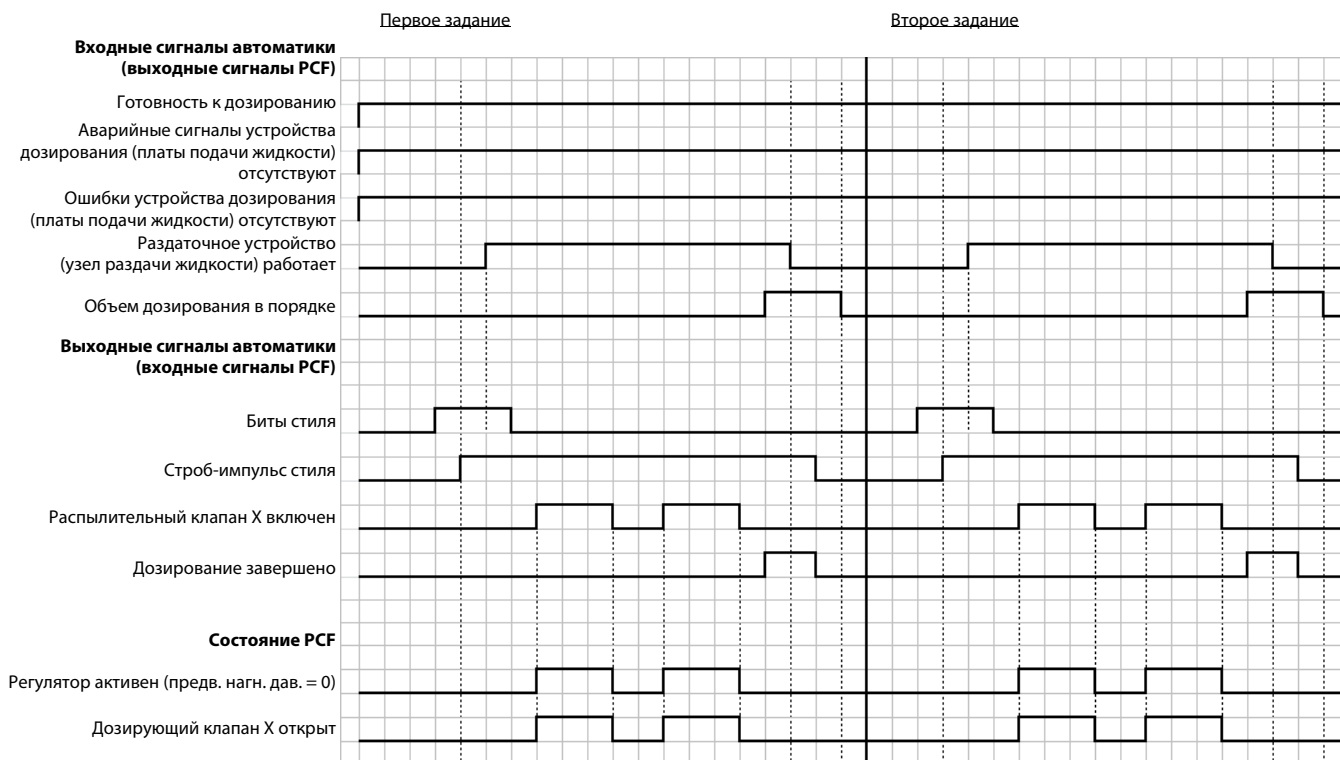 Первое задание
Второе задание
Входные сигналы автоматики
(выходные сигналы PCF)
Готовность к дозированию
Аварийные сигналы устройства
дозирования (платы подачи жидкости)
отсутствуют
Ошибки устройства дозирования
(платы подачи жидкости) отсутствуют
Раздаточное устройство
(узел раздачи жидкости) работает
Объем дозирования в порядке
Выходные сигналы автоматики
(входные сигналы PCF)
Биты стиля
Строб-импульс стиля
Распылительный клапан X включен
Дозирование завершено
Состояние PCF
Регулятор активен (предв. нагн. дав. = 0)
Дозирующий клапан X открыт